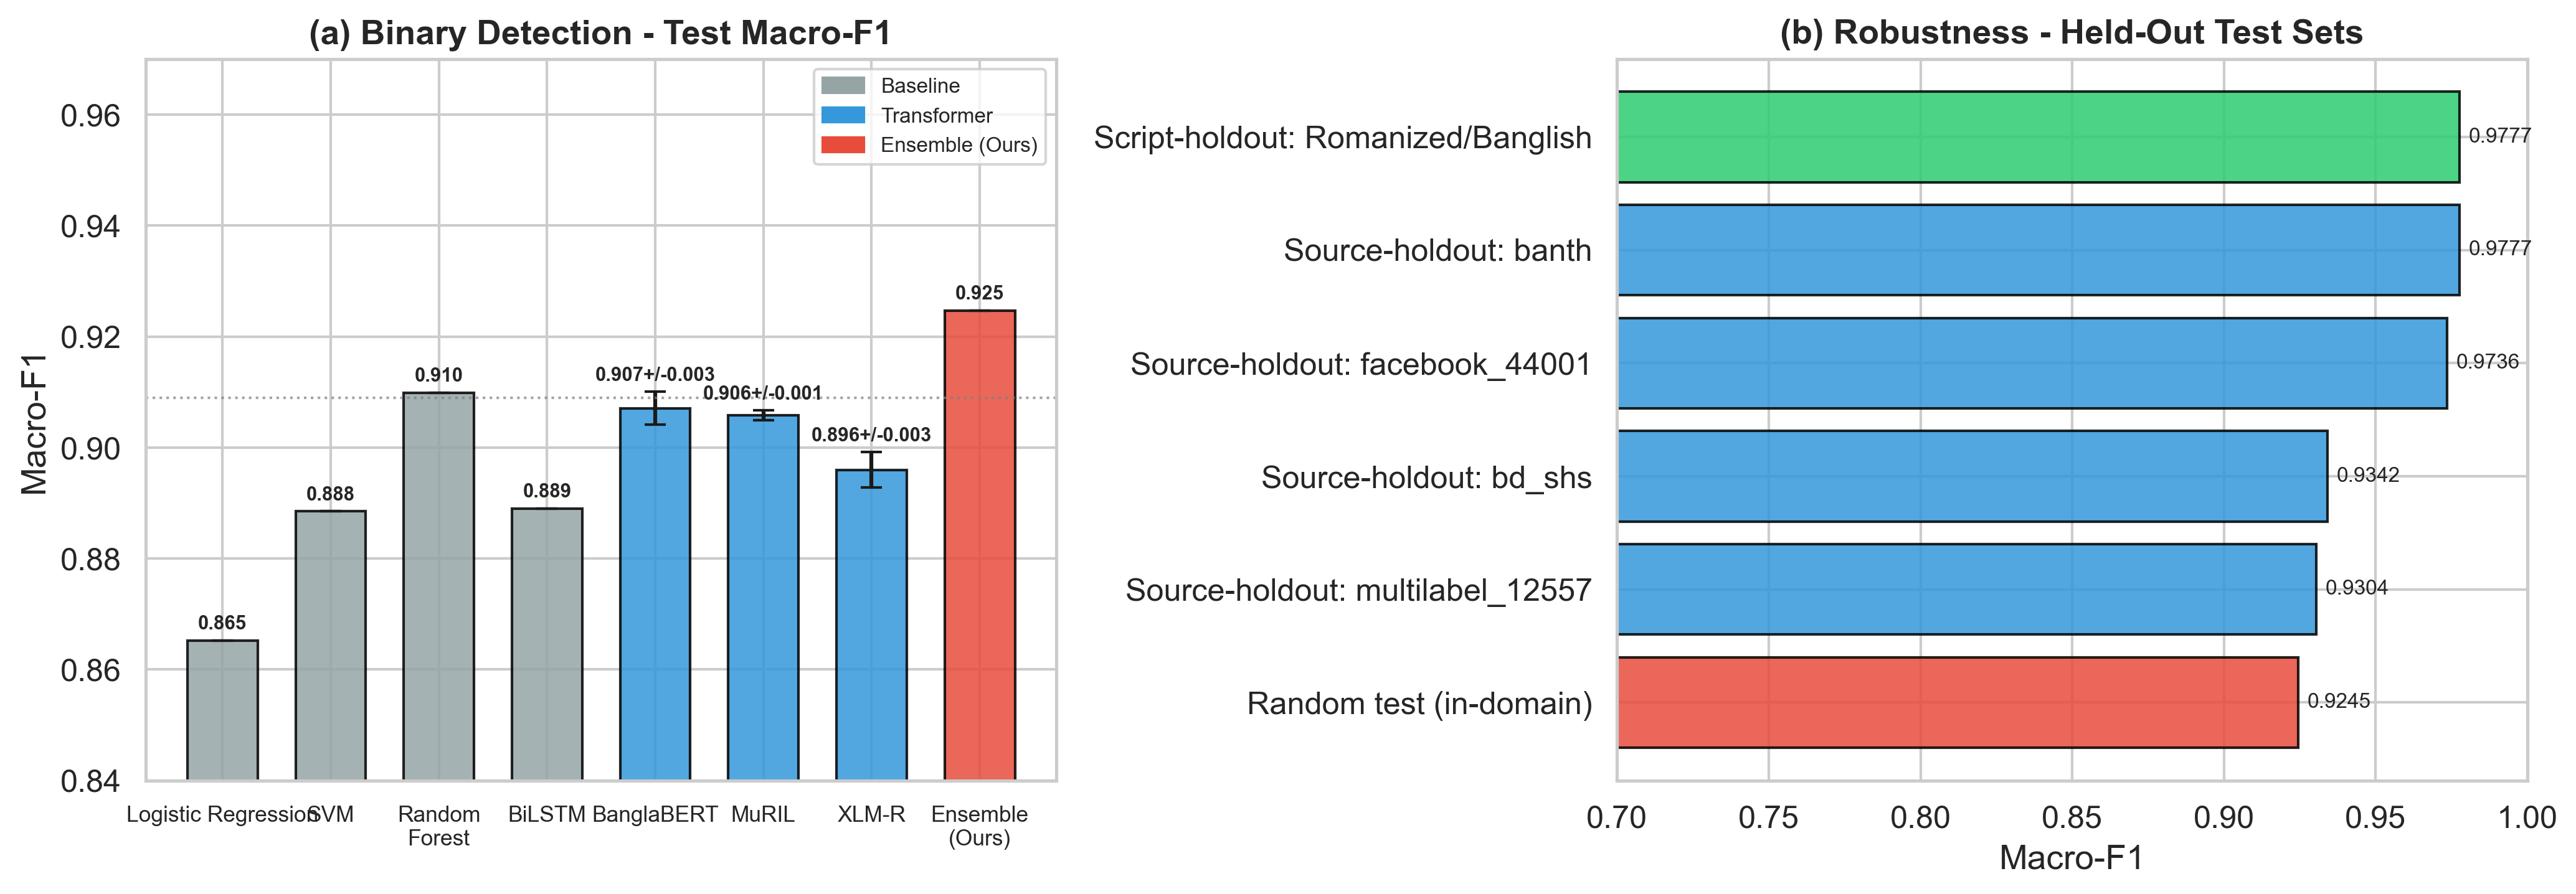 (a) Binary Detection - Test Macro-F1
Baseline
Transformer
Ensemble (Ours)
0.96
0.94
0.92
0.90
0.88
0.86
0.84
Macro-F1
0.865
0.888
0.910
0.889
0.907+/-0.003
0.906+/-0.001
0.896+/-0.003
0.925
Logistic Regression
SVM
Random
Forest
BiLSTM
BanglaBERT
MuRIL
XLM-R
Ensemble
(Ours)
(b) Robustness - Held-Out Test Sets
Script-holdout: Romanized/Banglish
0.9777
Source-holdout: banth
0.9777
Source-holdout: facebook_44001
0.9736
Source-holdout: bd_shs
0.9342
Source-holdout: multilabel_12557
0.9304
Random test (in-domain)
0.9245
0.70
0.75
0.80
0.85
0.90
0.95
1.00
Macro-F1